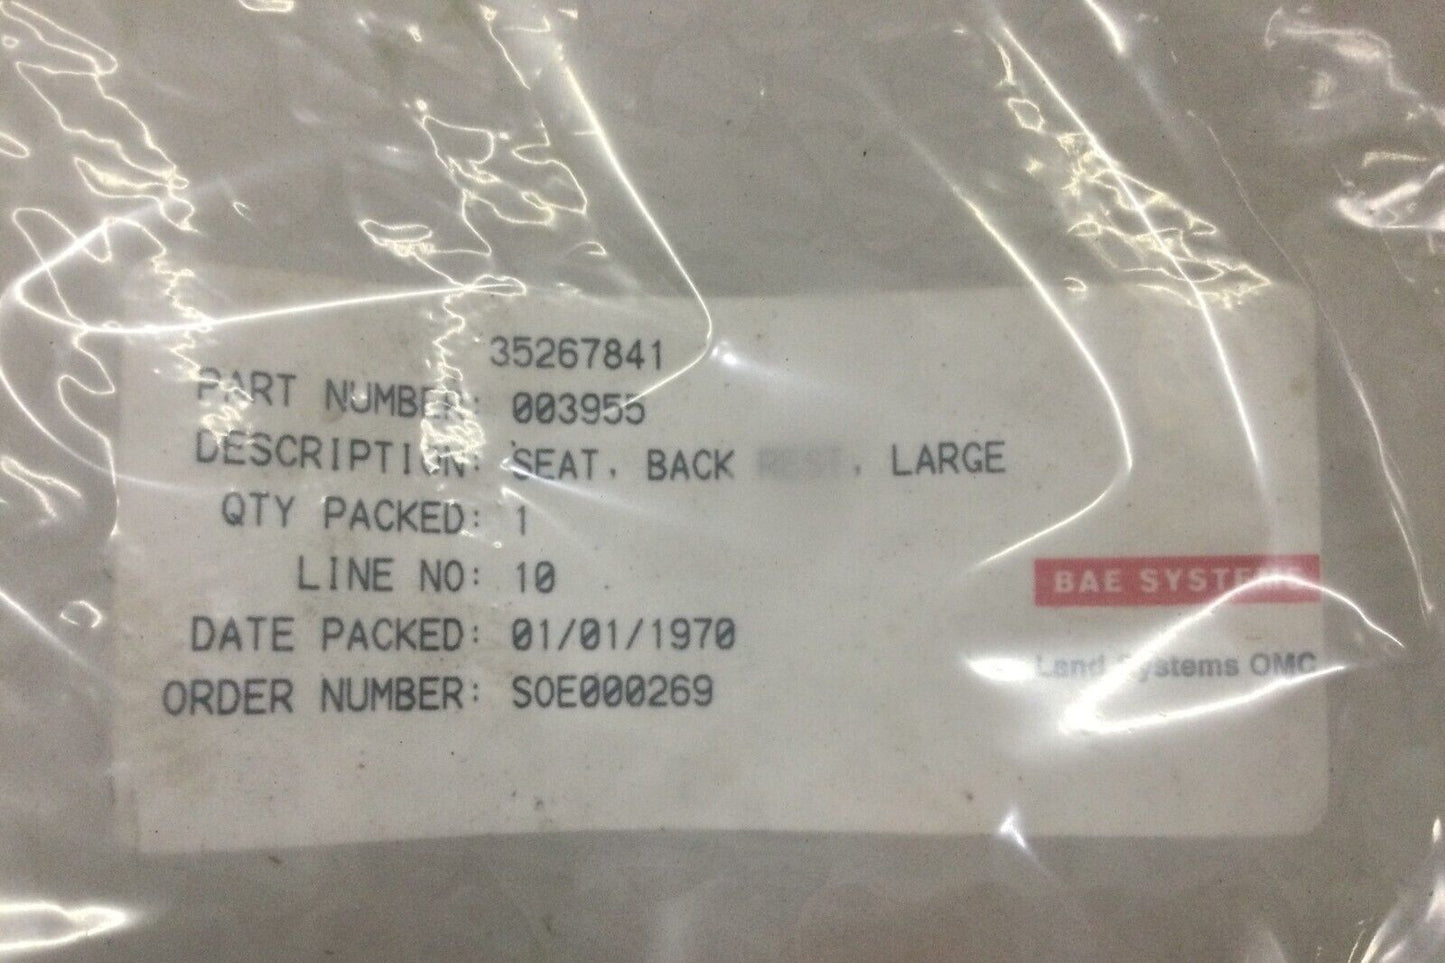 35267841
PART NUMBER: 003955
DESCRIPTION: SEAT, BACK REST, LARGE
QTY PACKED: 1
LINE NO: 10
DATE PACKED: 01/01/1970
ORDER NUMBER: SOE000269
BAE SYSTEMS
Land Systems OMC